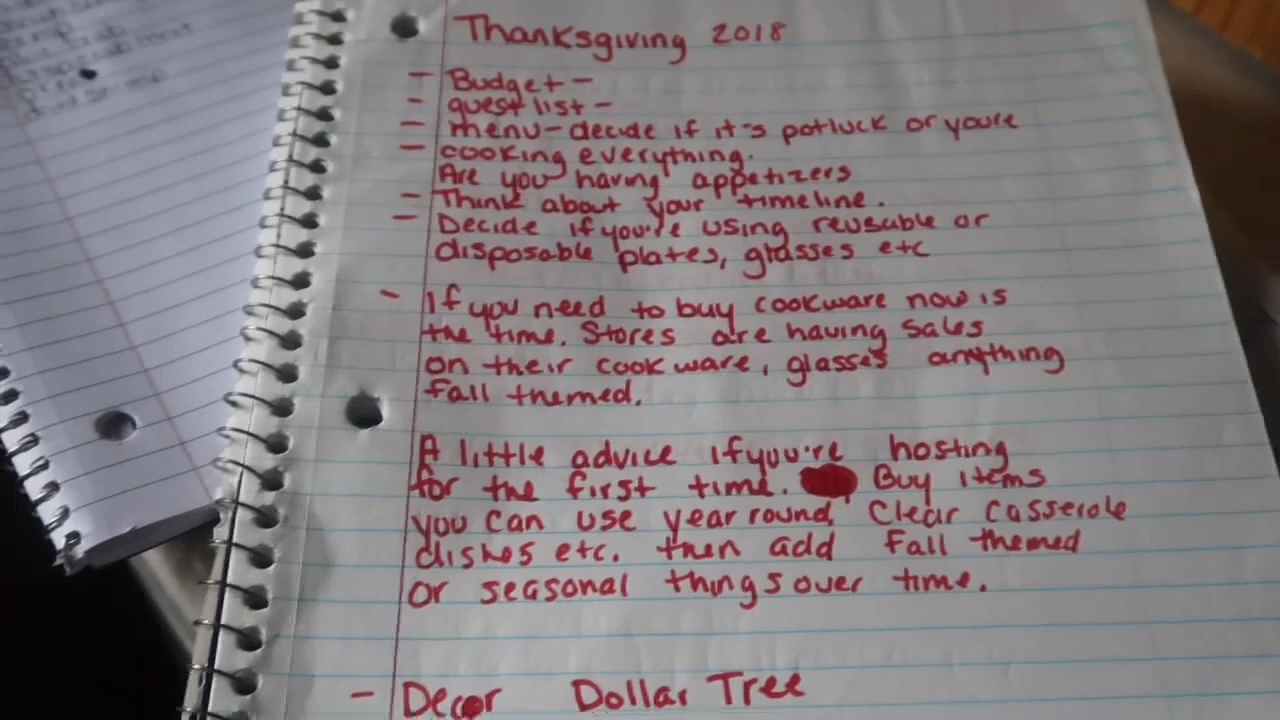 Thanksgiving 2018
- Budget -
- guest list -
- menu - decide if it's potluck or you're
- cooking everything.
Are you having appetizers
- Think about your timeline.
- Decide if you're using reusable or
disposable plates, glasses etc
- If you need to buy cookware now is
the time. Stores are having sales
on their cookware, glasses anything
fall themed.
A little advice if you're hosting
for the first time. Buy items
you can use year round, Clear casserole
dishes etc. then add fall themed
or seasonal things over time.
- Decor Dollar Tree